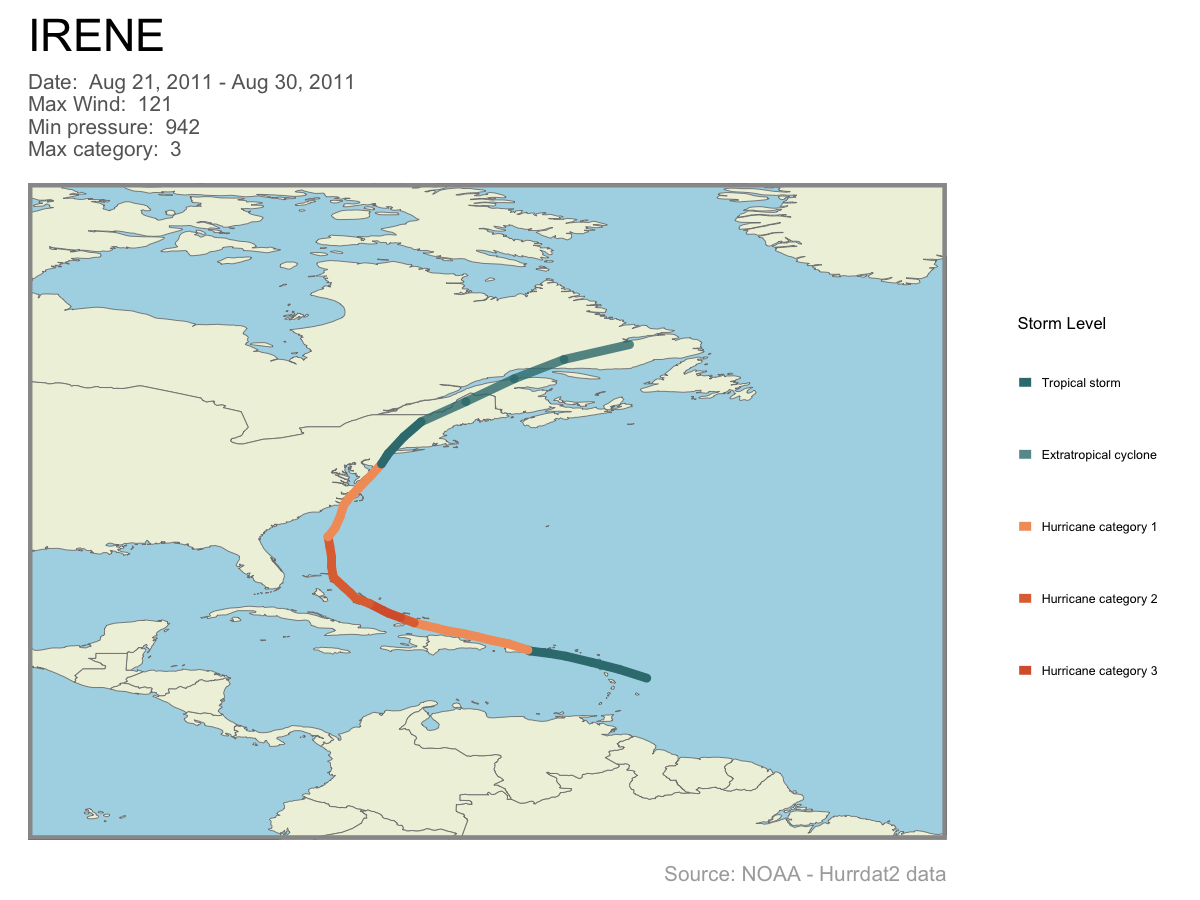 IRENE
Date:  Aug 21, 2011 - Aug 30, 2011
Max Wind:  121
Min pressure:  942
Max category:  3
Storm Level
Tropical storm
Extratropical cyclone
Hurricane category 1
Hurricane category 2
Hurricane category 3
Source: NOAA - Hurrdat2 data